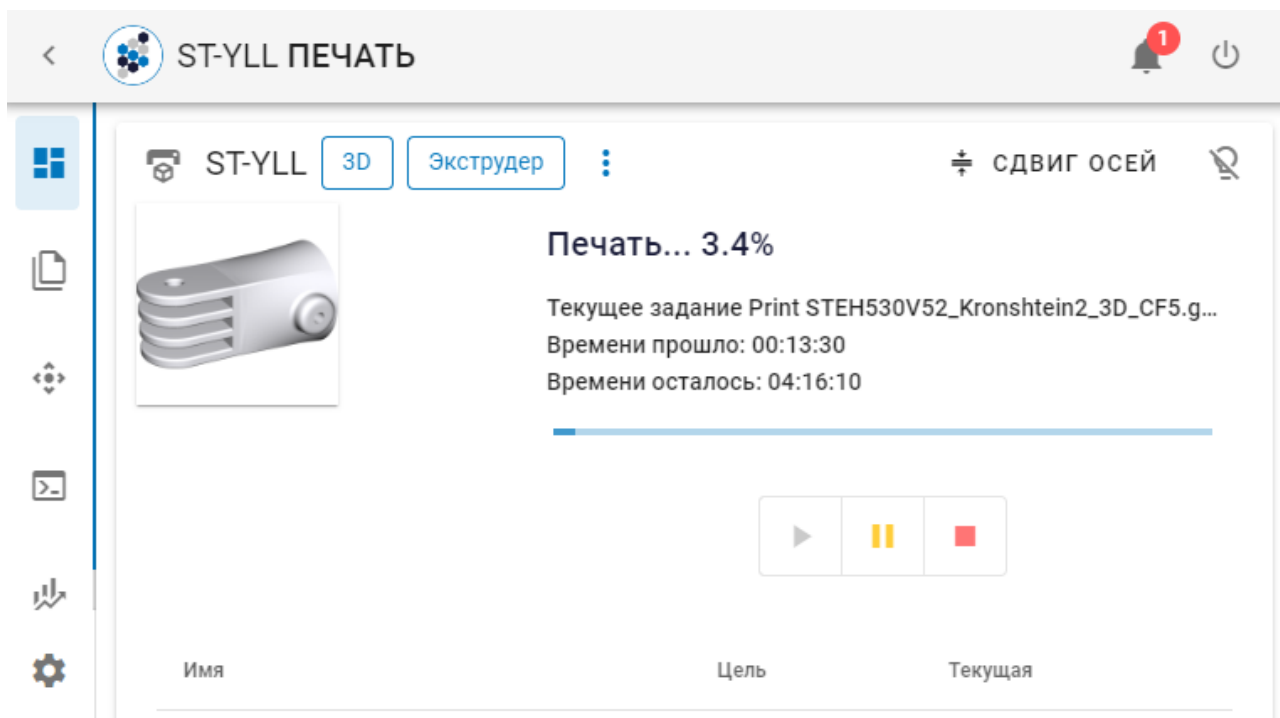 ST-YLL ПЕЧАТЬ
1
ST-YLL 3D Экструдер СДВИГ ОСЕЙ
Печать... 3.4%
Текущее задание Print STEH530V52_Kronshtein2_3D_CF5.g...
Времени прошло: 00:13:30
Времени осталось: 04:16:10
Имя Цель Текущая